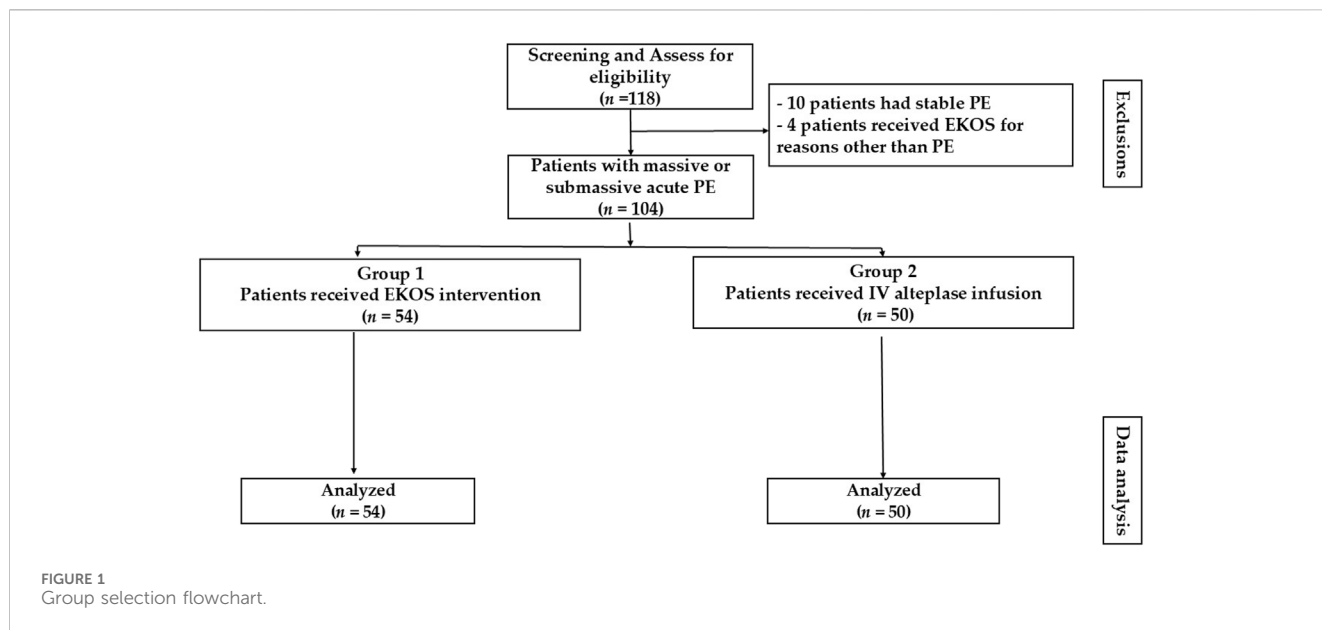 Screening and Assess for
eligibility
(n =118)
- 10 patients had stable PE
- 4 patients received EKOS for
reasons other than PE
Exclusions
Patients with massive or
submassive acute PE
(n = 104)
Group 1
Patients received EKOS intervention
(n = 54)
Group 2
Patients received IV alteplase infusion
(n = 50)
Analyzed
(n = 54)
Analyzed
(n = 50)
Data analysis
FIGURE 1
Group selection flowchart.